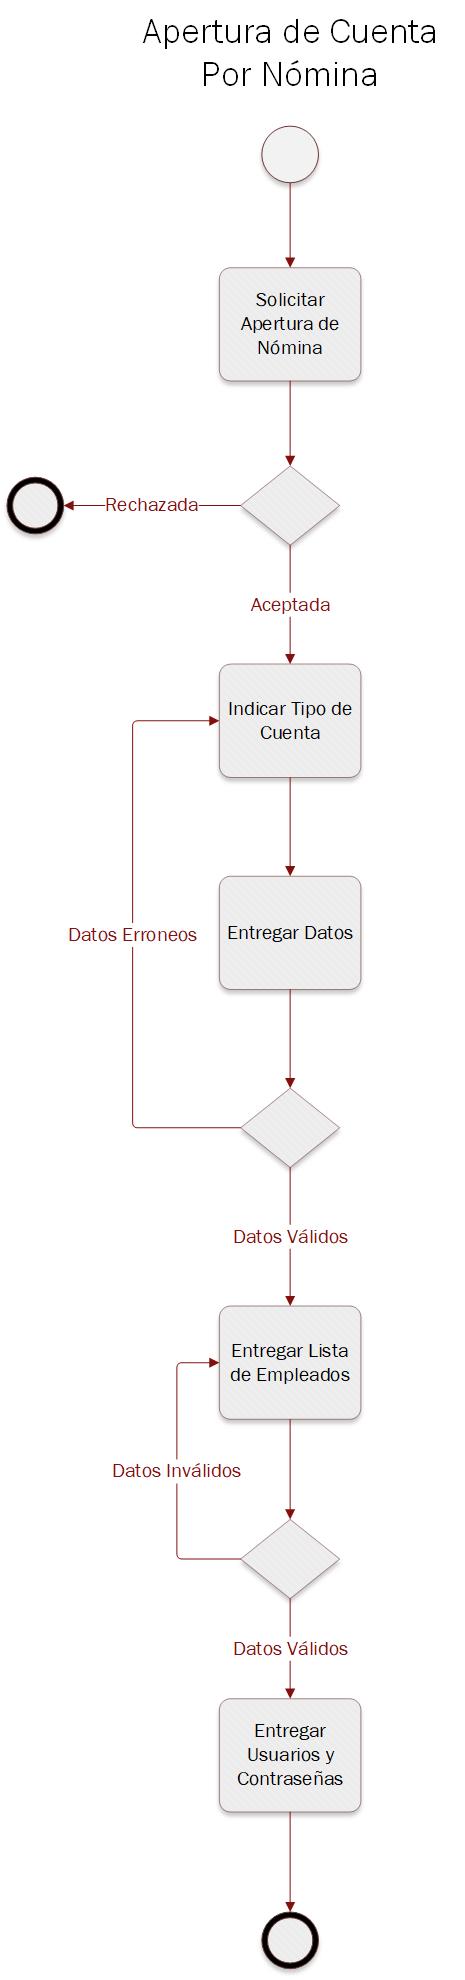 Apertura de Cuenta
Por Nómina
Solicitar
Apertura de
Nómina
Rechazada
Aceptada
Indicar Tipo de
Cuenta
Datos Erroneos
Entregar Datos
Datos Válidos
Entregar Lista
de Empleados
Datos Inválidos
Datos Válidos
Entregar
Usuarios y
Contraseñas